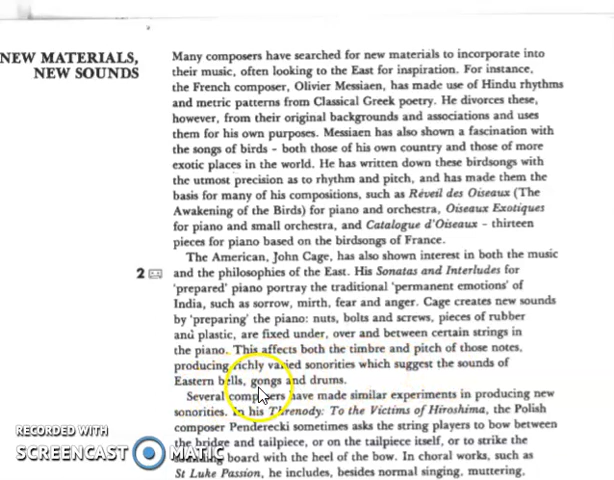 NEW MATERIALS,
NEW SOUNDS
Many composers have searched for new materials to incorporate into
their music, often looking to the East for inspiration. For instance,
the French composer, Olivier Messiaen, has made use of Hindu rhythms
and metric patterns from Classical Greek poetry. He divorces these,
however, from their original backgrounds and associations and uses
them for his own purposes. Messiaen has also shown a fascination with
the songs of birds - both those of his own country and those of more
exotic places in the world. He has written down these birdsongs with
the utmost precision as to rhythm and pitch, and has made them the
basis for many of his compositions, such as Réveil des Oiseaux (The
Awakening of the Birds) for piano and orchestra, Oiseaux Exotiques
for piano and small orchestra, and Catalogue d'Oiseaux - thirteen
pieces for piano based on the birdsongs of France.
The American, John Cage, has also shown interest in both the music
2 and the philosophies of the East. His Sonatas and Interludes for
'prepared' piano portray the traditional 'permanent emotions' of
India, such as sorrow, mirth, fear and anger. Cage creates new sounds
by 'preparing' the piano: nuts, bolts and screws, pieces of rubber
and plastic, are fixed under, over and between certain strings in
the piano. This affects both the timbre and pitch of those notes,
producing richly varied sonorities which suggest the sounds of
Eastern bells, gongs and drums.
Several composers have made similar experiments in producing new
sonorities. In his Threnody: To the Victims of Hiroshima, the Polish
composer Penderecki sometimes asks the string players to bow between
the bridge and tailpiece, or on the tailpiece itself, or to strike the
sounding board with the heel of the bow. In choral works, such as
St Luke Passion, he includes, besides normal singing, muttering,
RECORDED WITH
SCREENCAST MATIC